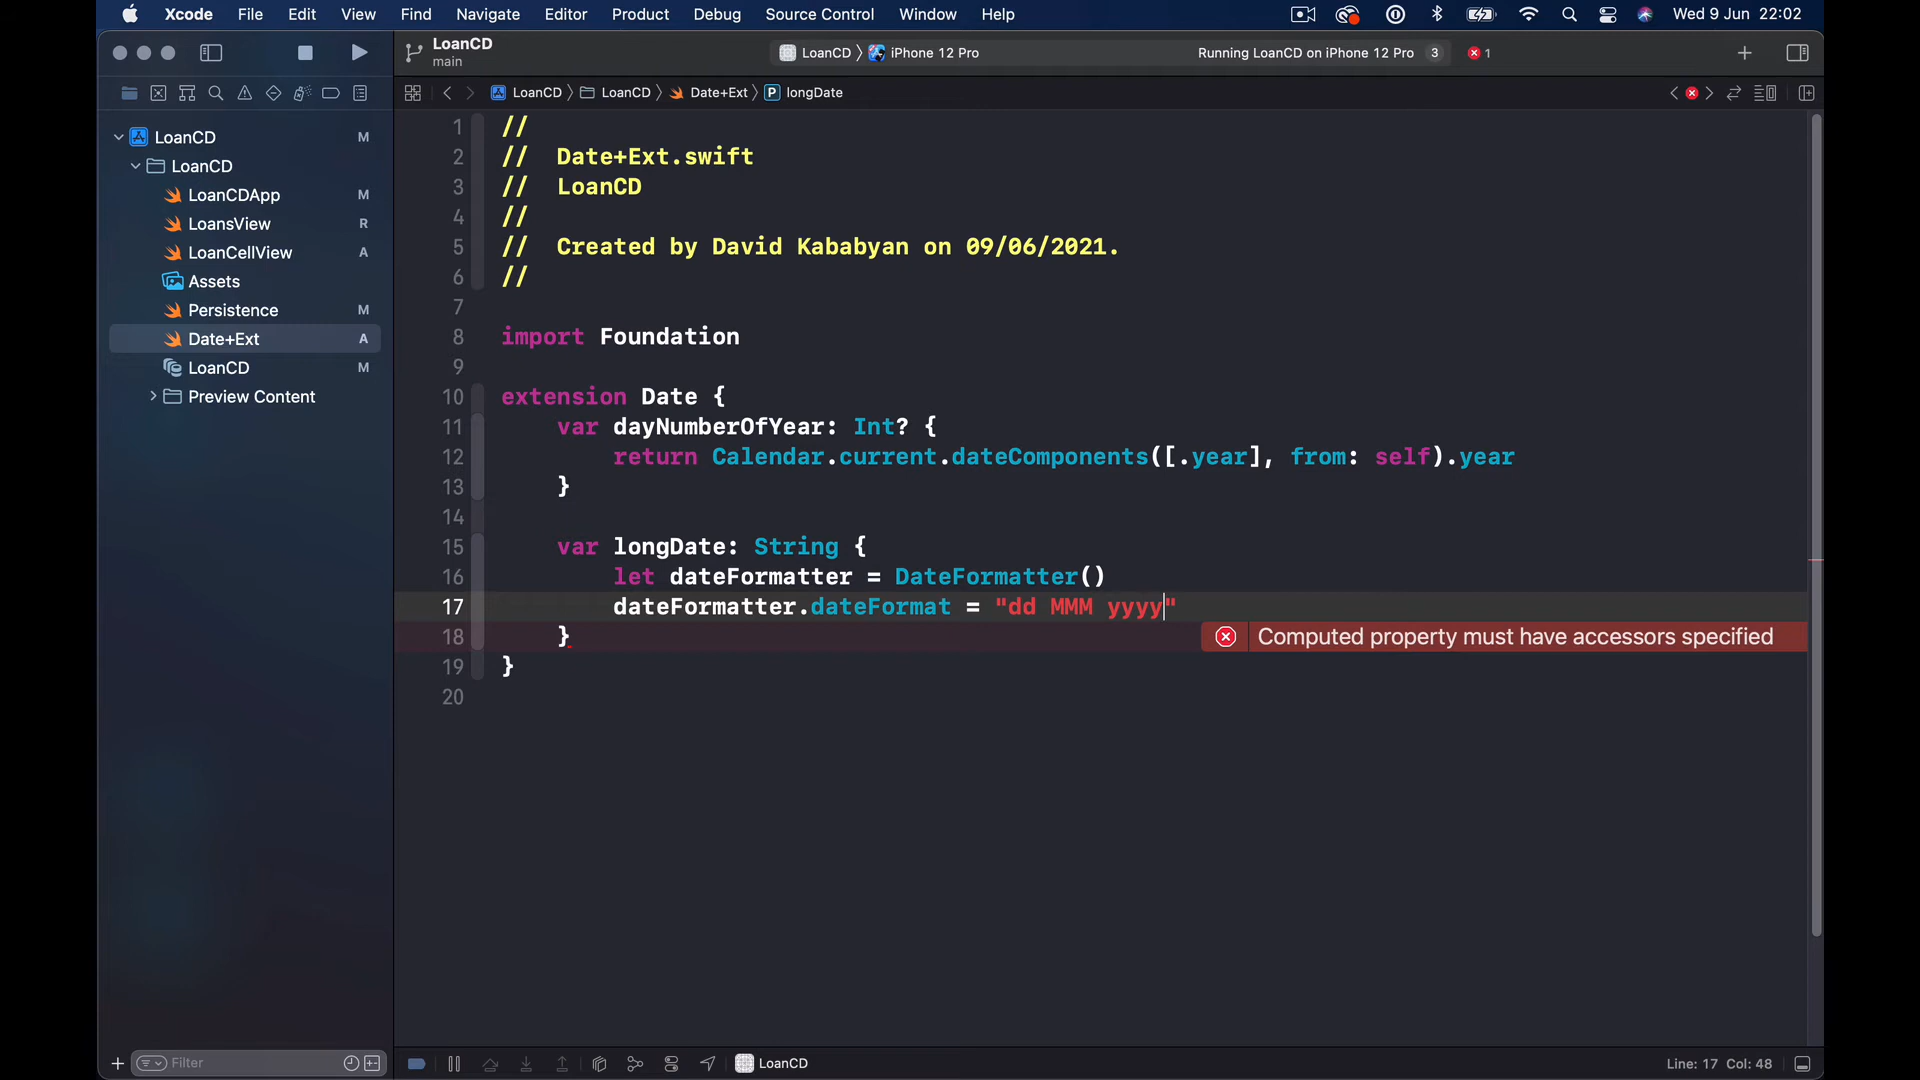 Xcode File Edit View Find Navigate Editor Product Debug Source Control Window Help Wed 9 Jun 22:02
LoanCD
main
LoanCD iPhone 12 Pro Running LoanCD on iPhone 12 Pro 3 1
LoanCD LoanCD Date+Ext P longDate
LoanCD M
LoanCD
LoanCDApp M
LoansView R
LoanCellView A
Assets
Persistence M
Date+Ext A
LoanCD M
Preview Content
1 //
2 // Date+Ext.swift
3 // LoanCD
4 //
5 // Created by David Kababyan on 09/06/2021.
6 //
7
8 import Foundation
9
10 extension Date {
11 var dayNumberOfYear: Int? {
12 return Calendar.current.dateComponents([.year], from: self).year
13 }
14
15 var longDate: String {
16 let dateFormatter = DateFormatter()
17 dateFormatter.dateFormat = "dd MMM yyyy"
18 } Computed property must have accessors specified
19 }
20
Filter LoanCD Line: 17 Col: 48